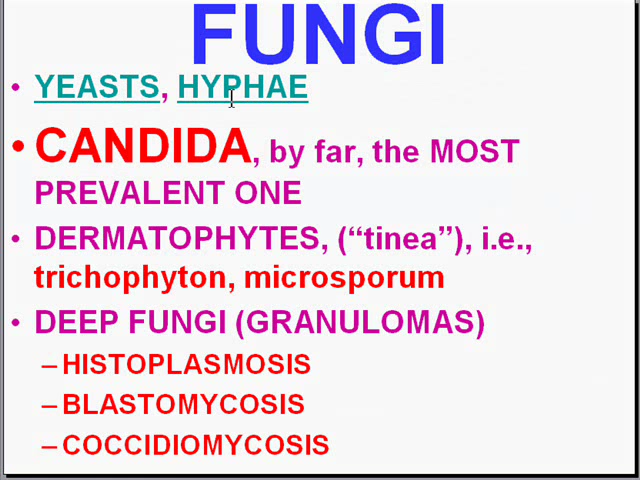 FUNGI
• YEASTS, HYPHAE
• CANDIDA, by far, the MOST
PREVALENT ONE
• DERMATOPHYTES, (“tinea”), i.e.,
trichophyton, microsporum
• DEEP FUNGI (GRANULOMAS)
– HISTOPLASMOSIS
– BLASTOMYCOSIS
– COCCIDIOMYCOSIS